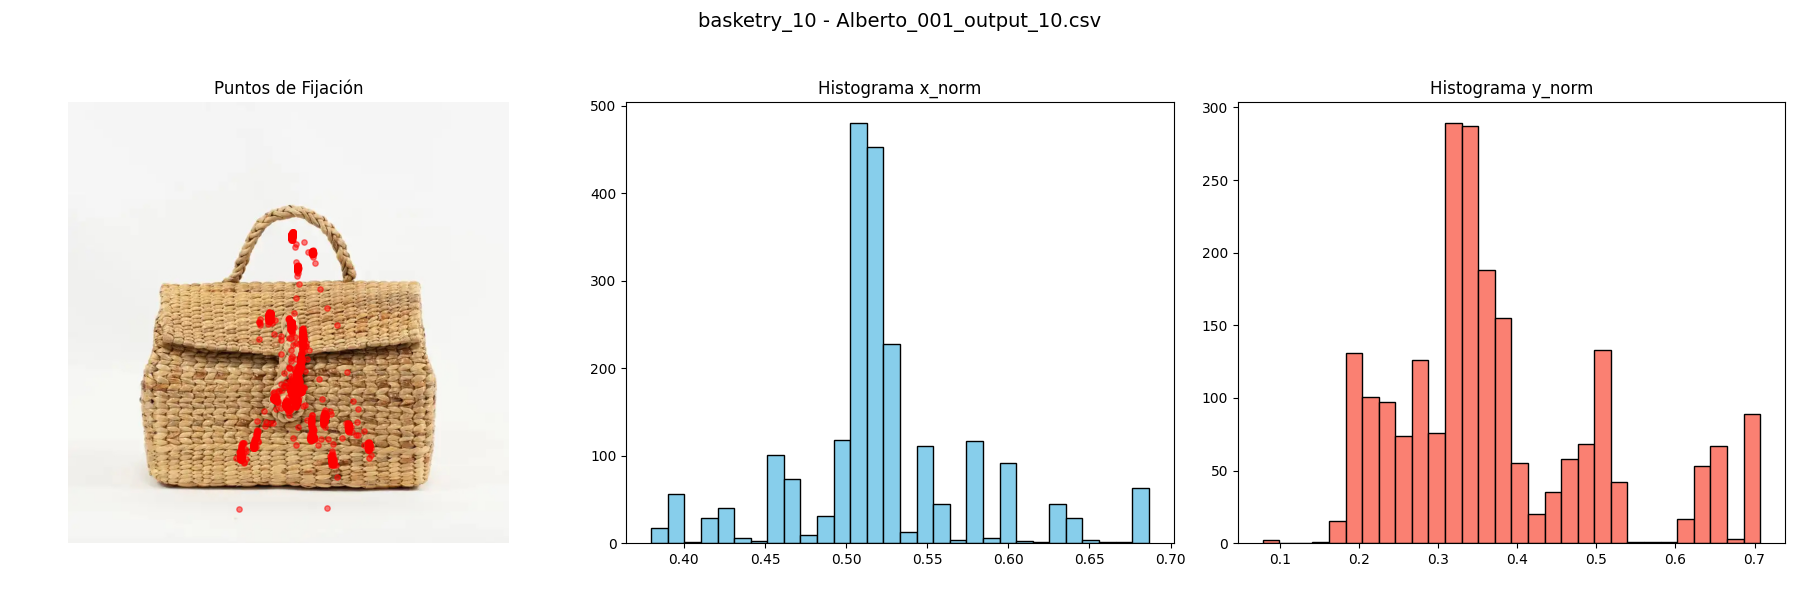 basketry_10 - Alberto_001_output_10.csv
Puntos de Fijación
Histograma x_norm
500
400
300
200
100
0
0.40 0.45 0.50 0.55 0.60 0.65 0.70
Histograma y_norm
300
250
200
150
100
50
0
0.1 0.2 0.3 0.4 0.5 0.6 0.7